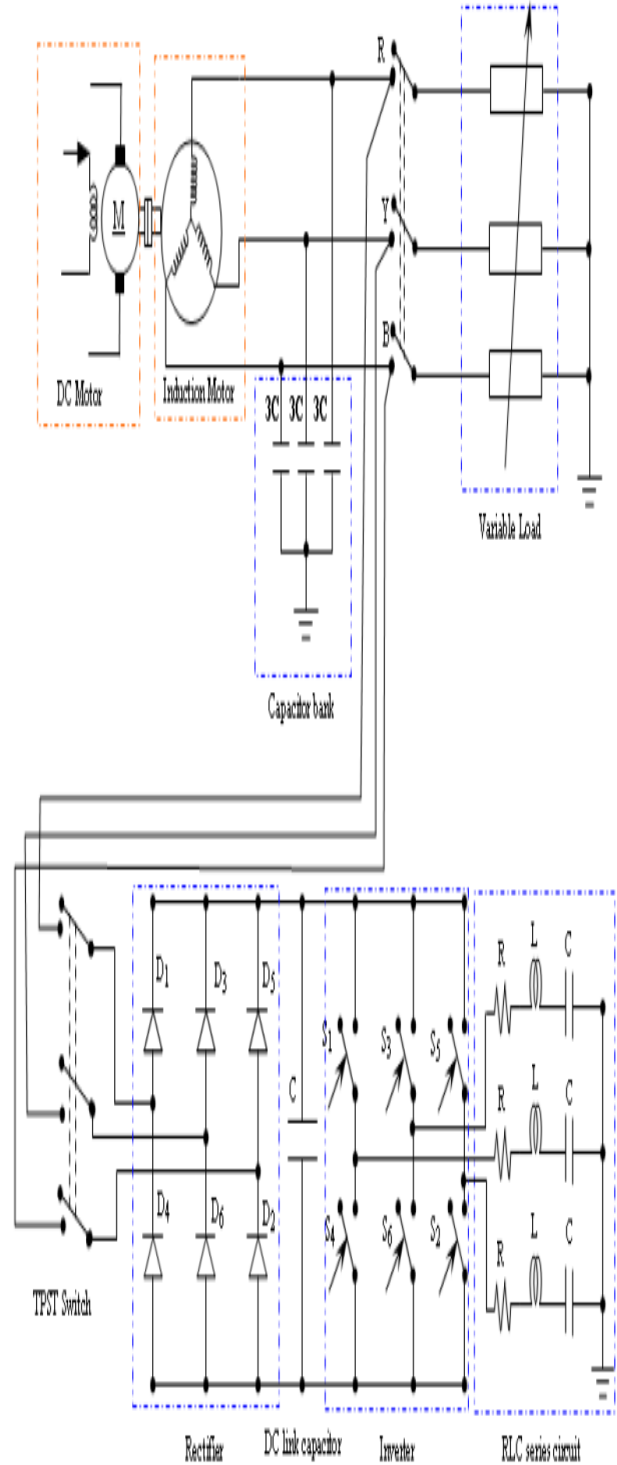 R
M
Y
B
DC Motor
Induction Motor
3C 3C 3C
Variable Load
Capacitor bank
L
C
R
D1
D3
D5
S1
S3
S5
C
L
C
R
D4
D6
D2
S4
S6
S2
L
C
R
TPST Switch
Rectifier
DC link capacitor
Inverter
RLC series circuit